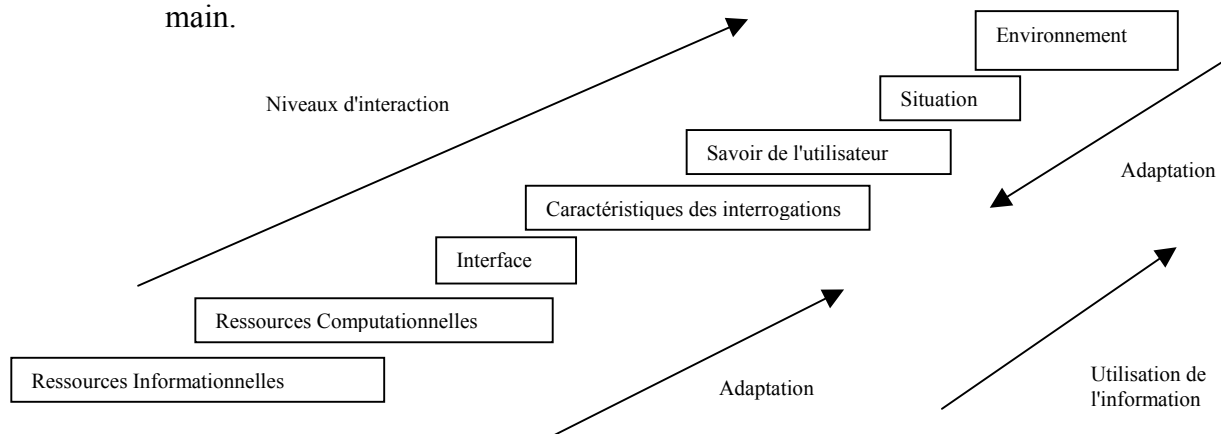 main.
Environnement
Niveaux d'interaction
Situation
Savoir de l'utilisateur
Adaptation
Caractéristiques des interrogations
Interface
Ressources Computationnelles
Ressources Informationnelles
Adaptation
Utilisation de
l'information